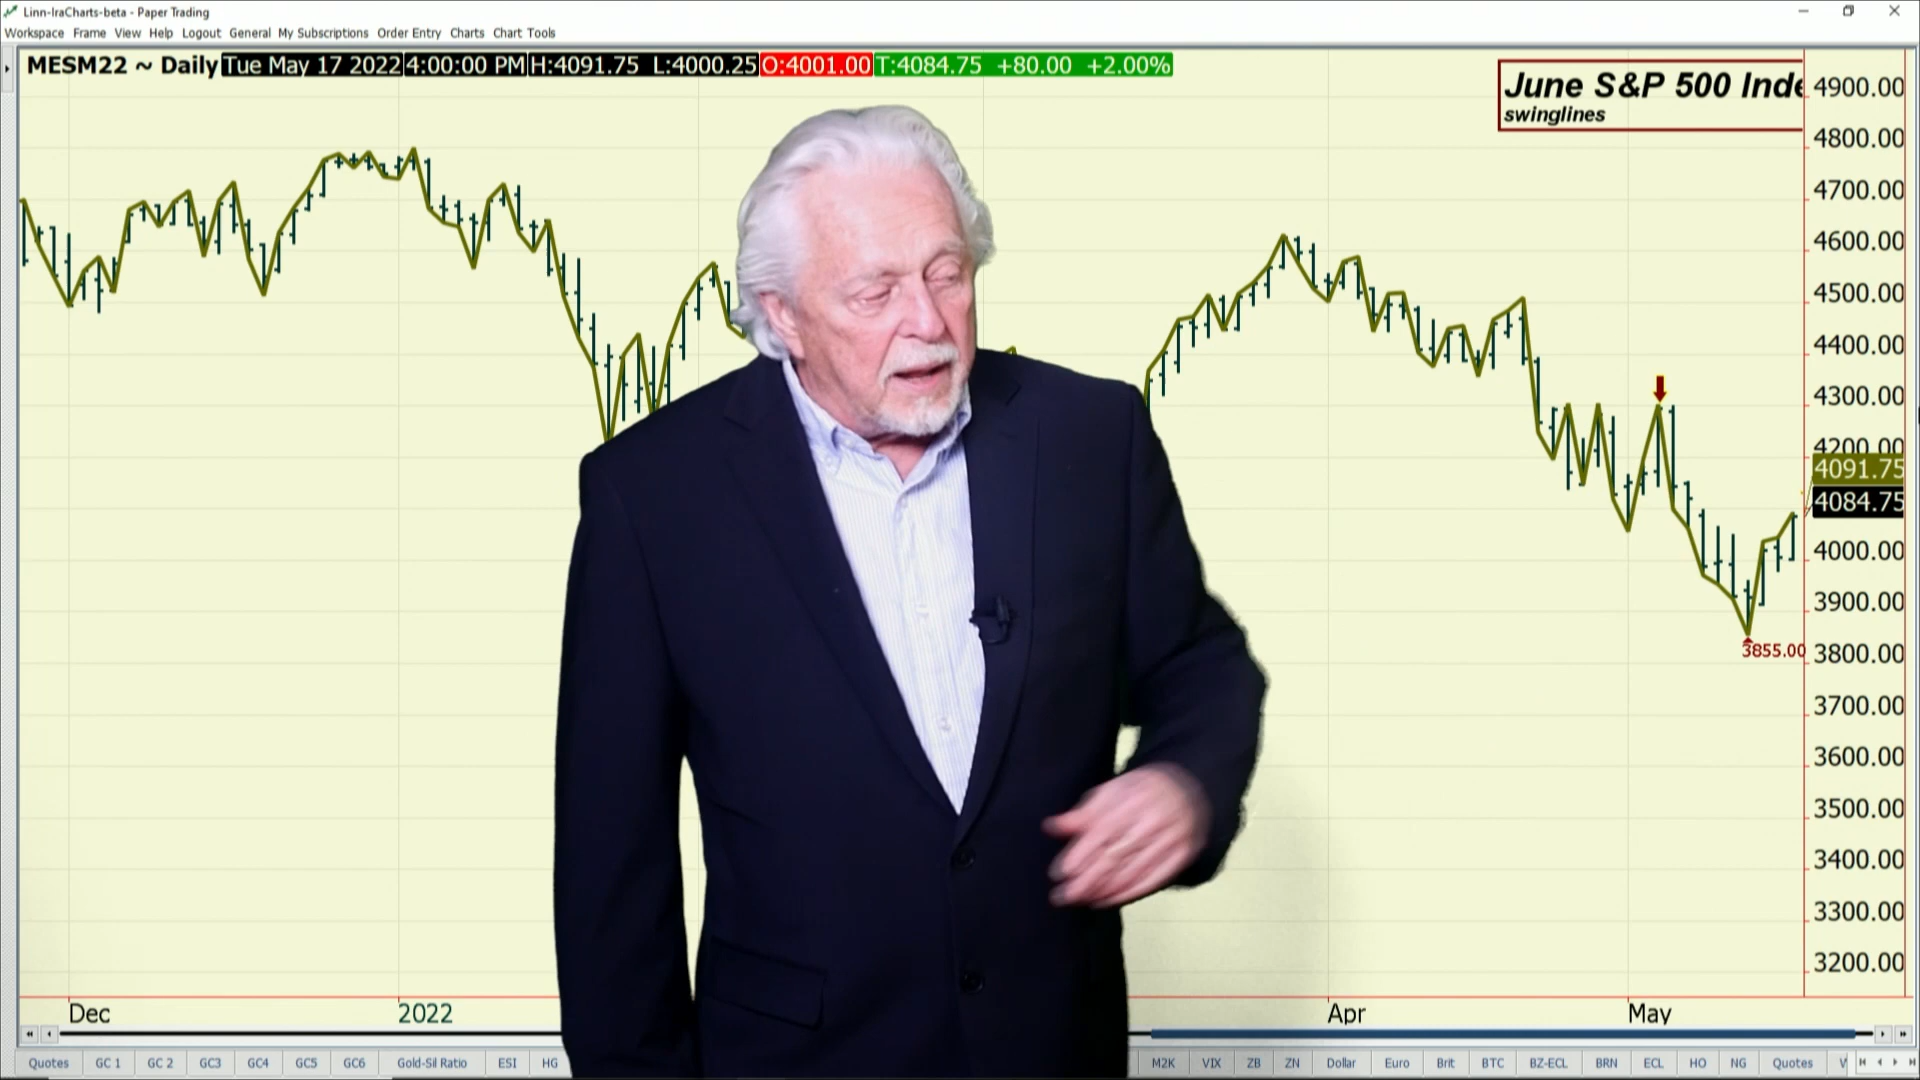 Linn-IraCharts-beta - Paper Trading
Workspace Frame View Help Logout General My Subscriptions Order Entry Charts Chart Tools
MESM22 ~ Daily Tue May 17 2022 4:00:00 PM H:4091.75 L:4000.25 O:4001.00 T:4084.75 +80.00 +2.00%
June S&P 500 Inde
swinglines
4900.00
4800.00
4700.00
4600.00
4500.00
4400.00
4300.00
4200.00
4091.75
4084.75
4000.00
3900.00
3855.00
3800.00
3700.00
3600.00
3500.00
3400.00
3300.00
3200.00
Dec 2022 Apr May
Quotes GC 1 GC 2 GC3 GC4 GC5 GC6 Gold-Sil Ratio ESI HG M2K VIX ZB ZN Dollar Euro Brit BTC BZ-ECL BRN ECL HO NG Quotes